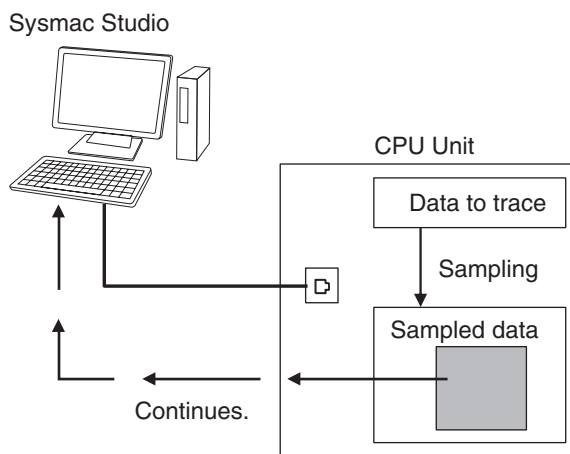 Sysmac Studio
CPU Unit
Data to trace
Sampling
Sampled data
Continues.